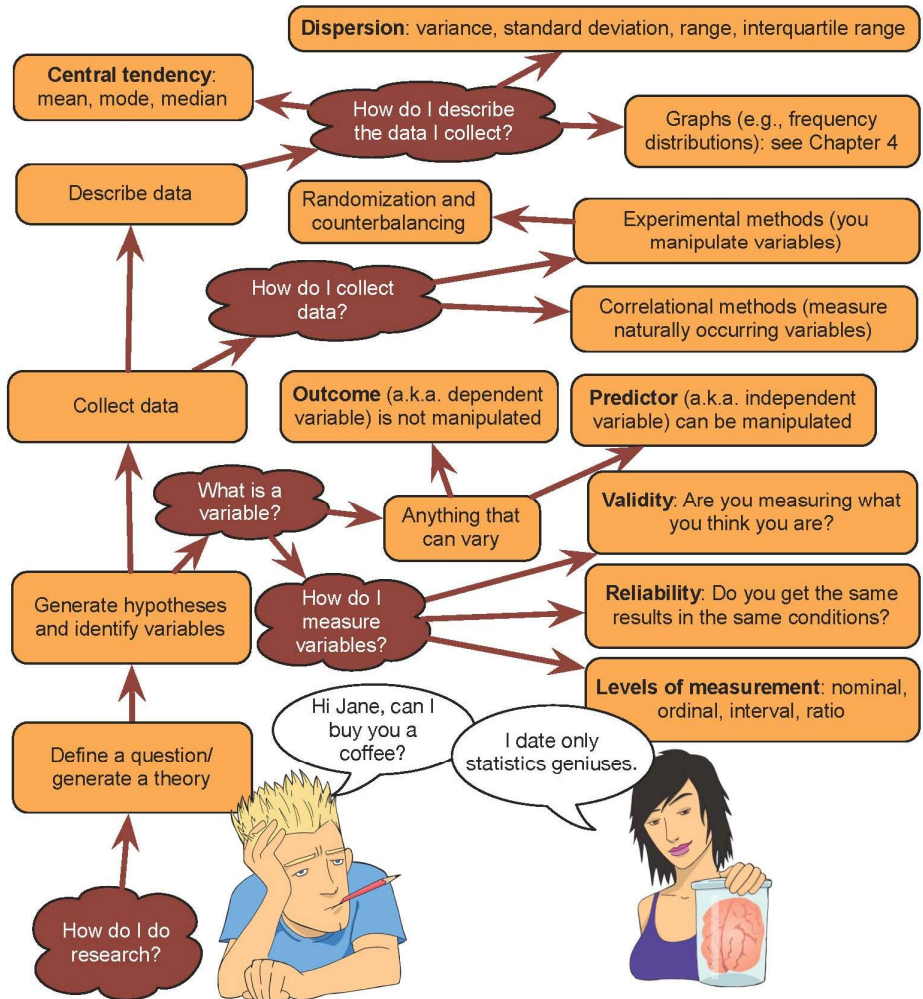 Dispersion: variance, standard deviation, range, interquartile range
Central tendency:
mean, mode, median
How do I describe
the data I collect?
Graphs (e.g., frequency
distributions): see Chapter 4
Describe data
Randomization and
counterbalancing
Experimental methods (you
manipulate variables)
How do I collect
data?
Correlational methods (measure
naturally occurring variables)
Collect data
Outcome (a.k.a. dependent
variable) is not manipulated
Predictor (a.k.a. independent
variable) can be manipulated
What is a
variable?
Anything that
can vary
Validity: Are you measuring what
you think you are?
Generate hypotheses
and identify variables
How do I
measure
variables?
Reliability: Do you get the same
results in the same conditions?
Levels of measurement: nominal,
ordinal, interval, ratio
Define a question/
generate a theory
Hi Jane, can I
buy you a
coffee?
I date only
statistics geniuses.
How do I do
research?